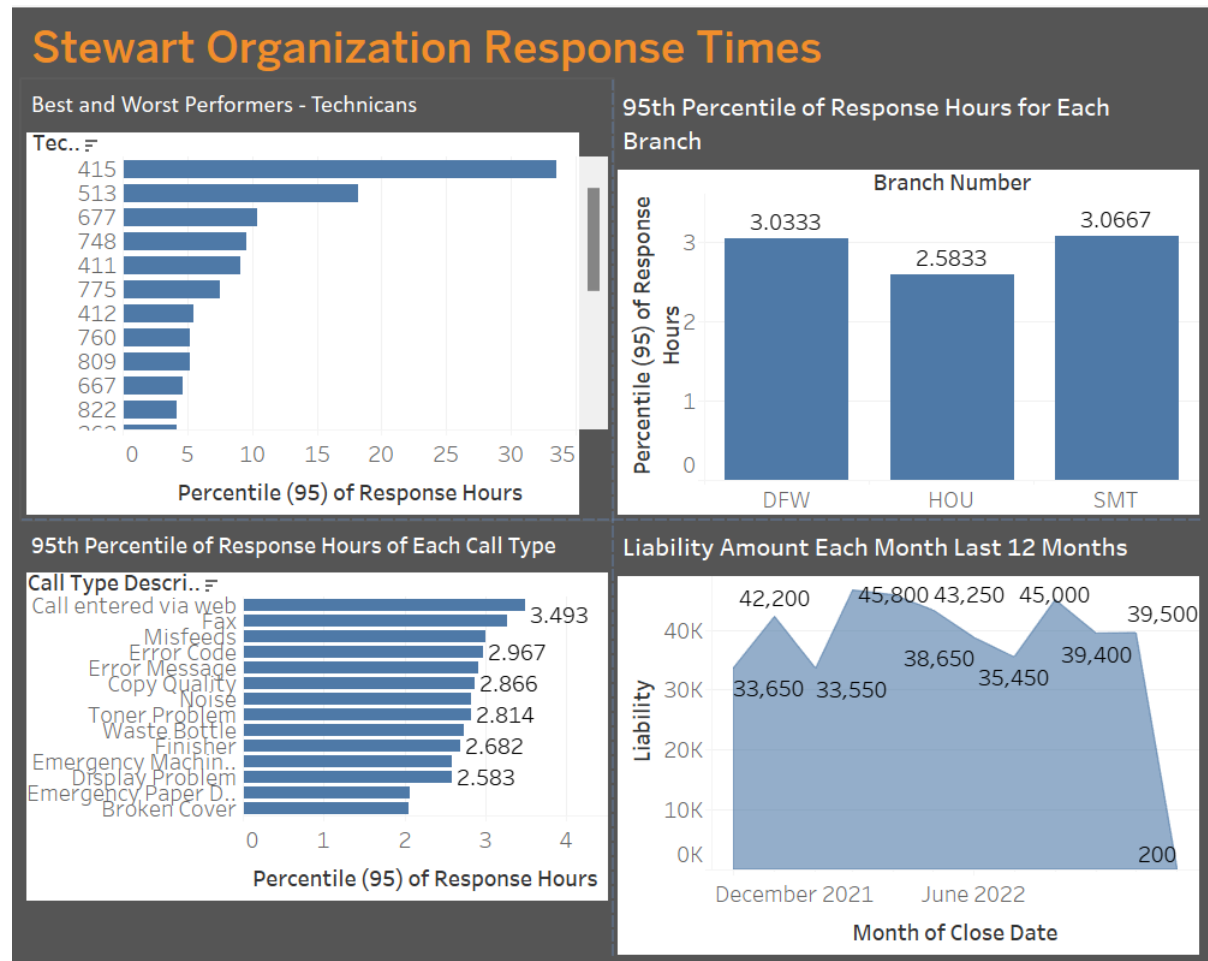 Stewart Organization Response Times
Best and Worst Performers - Technicans
Tec..
415
513
677
748
411
775
412
760
809
667
822
0 5 10 15 20 25 30 35
Percentile (95) of Response Hours
95th Percentile of Response Hours for Each
Branch
Branch Number
Percentile (95) of Response
Hours
3.0333
2.5833
3.0667
3
2
1
0
DFW HOU SMT
95th Percentile of Response Hours of Each Call Type
Call Type Descri..
Call entered via web
Fax 3.493
Misfeeds
Error Code 2.967
Error Message
Copy Quality 2.866
Noise
Toner Problem 2.814
Waste Bottle
Finisher 2.682
Emergency Machin..
Display Problem 2.583
Emergency Paper D..
Broken Cover
0 1 2 3 4
Percentile (95) of Response Hours
Liability Amount Each Month Last 12 Months
Liability
40K
30K
20K
10K
0K
42,200 45,800 43,250 45,000
39,500
38,650 39,400
33,650 33,550 35,450
200
December 2021 June 2022
Month of Close Date